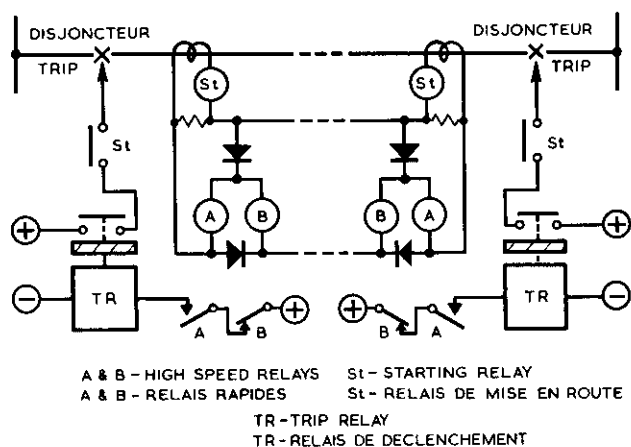 DISJONCTEUR
DISJONCTEUR
TRIP
TRIP
St
St
St
St
A
B
B
A
+
+
TR
TR
−
−
A
B
+
+
B
A
A & B – HIGH SPEED RELAYS
St – STARTING RELAY
A & B – RELAIS RAPIDES
St – RELAIS DE MISE EN ROUTE
TR – TRIP RELAY
TR – RELAIS DE DECLENCHEMENT